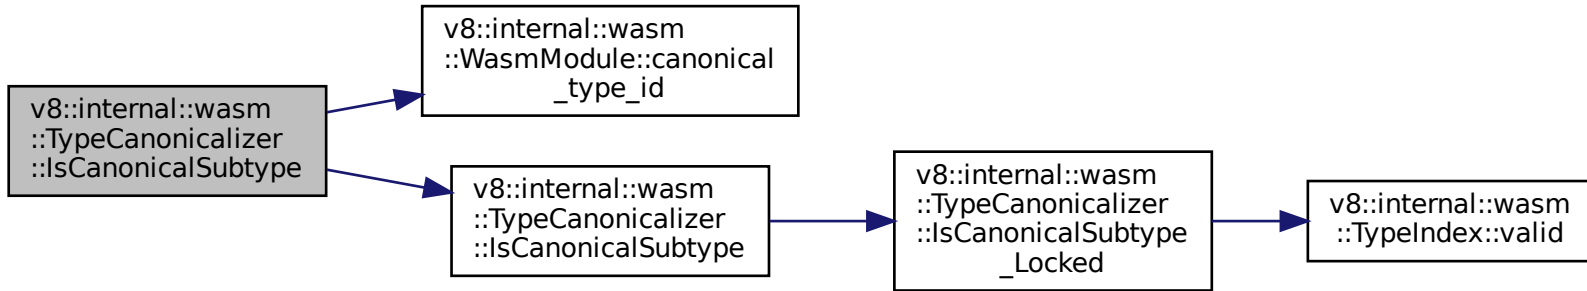 v8::internal::wasm
::TypeCanonicalizer
::IsCanonicalSubtype
v8::internal::wasm
::WasmModule::canonical
_type_id
v8::internal::wasm
::TypeCanonicalizer
::IsCanonicalSubtype
v8::internal::wasm
::TypeCanonicalizer
::IsCanonicalSubtype
_Locked
v8::internal::wasm
::TypeIndex::valid